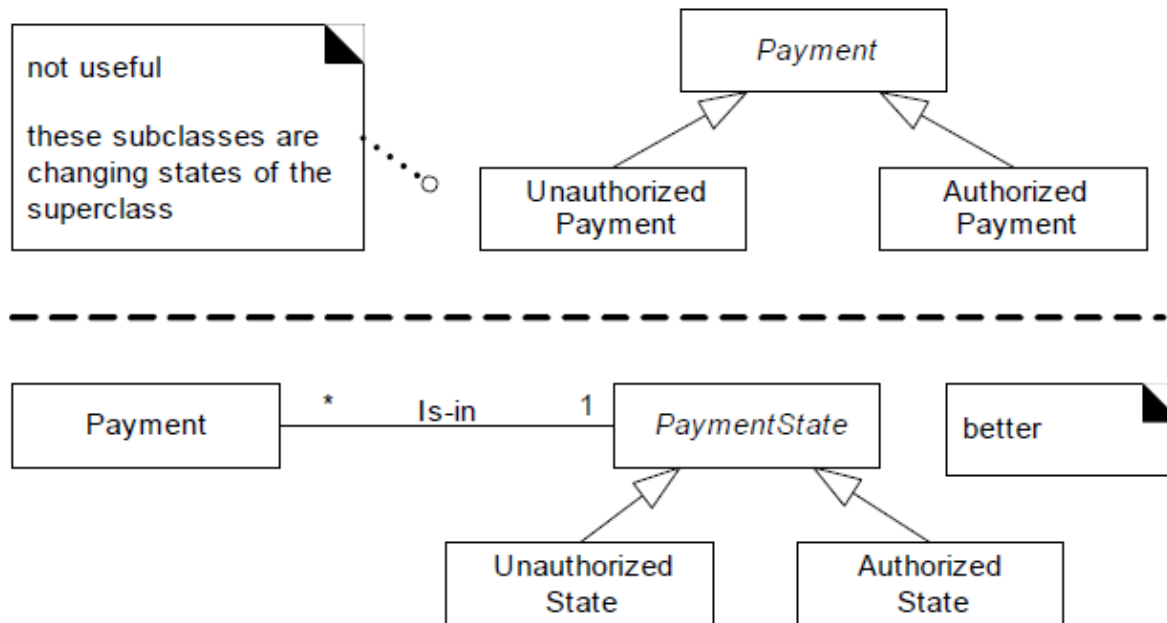 not useful
these subclasses are
changing states of the
superclass
Payment
Unauthorized
Payment
Authorized
Payment
Payment
*
Is-in
1
PaymentState
better
Unauthorized
State
Authorized
State